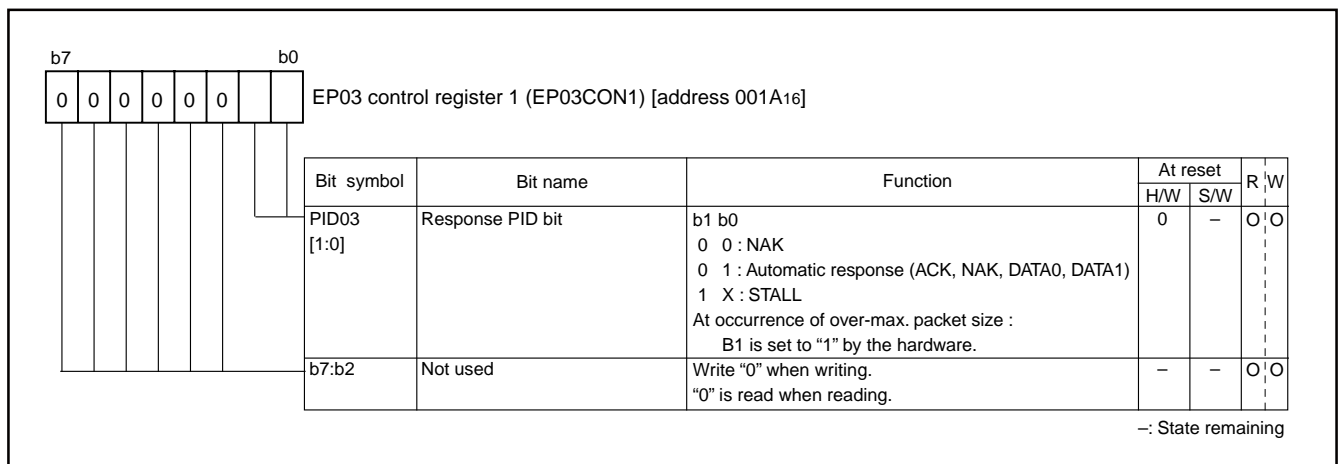 b7 b0
0 0 0 0 0 0
EP03 control register 1 (EP03CON1) [address 001A16]
Bit symbol Bit name Function At reset R W
H/W S/W
PID03 Response PID bit b1 b0 0 – O O
[1:0] 0 0 : NAK
0 1 : Automatic response (ACK, NAK, DATA0, DATA1)
1 X : STALL
At occurrence of over-max. packet size :
B1 is set to “1” by the hardware.
b7:b2 Not used Write “0” when writing. – – O O
“0” is read when reading.
–: State remaining